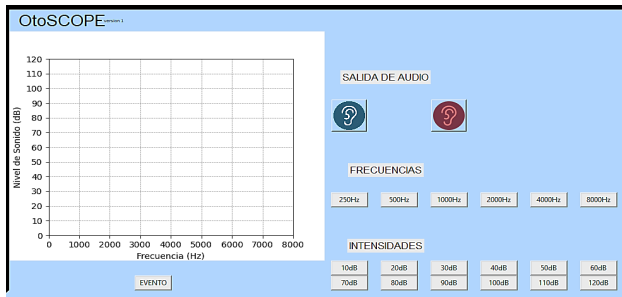 OtoSCOPE version 1
120
110
100
90
80
70
60
50
40
30
20
10
0
Nivel de Sonido (dB)
0 1000 2000 3000 4000 5000 6000 7000 8000
Frecuencia (Hz)
EVENTO
SALIDA DE AUDIO
FRECUENCIAS
250Hz 500Hz 1000Hz 2000Hz 4000Hz 8000Hz
INTENSIDADES
10dB 20dB 30dB 40dB 50dB 60dB
70dB 80dB 90dB 100dB 110dB 120dB